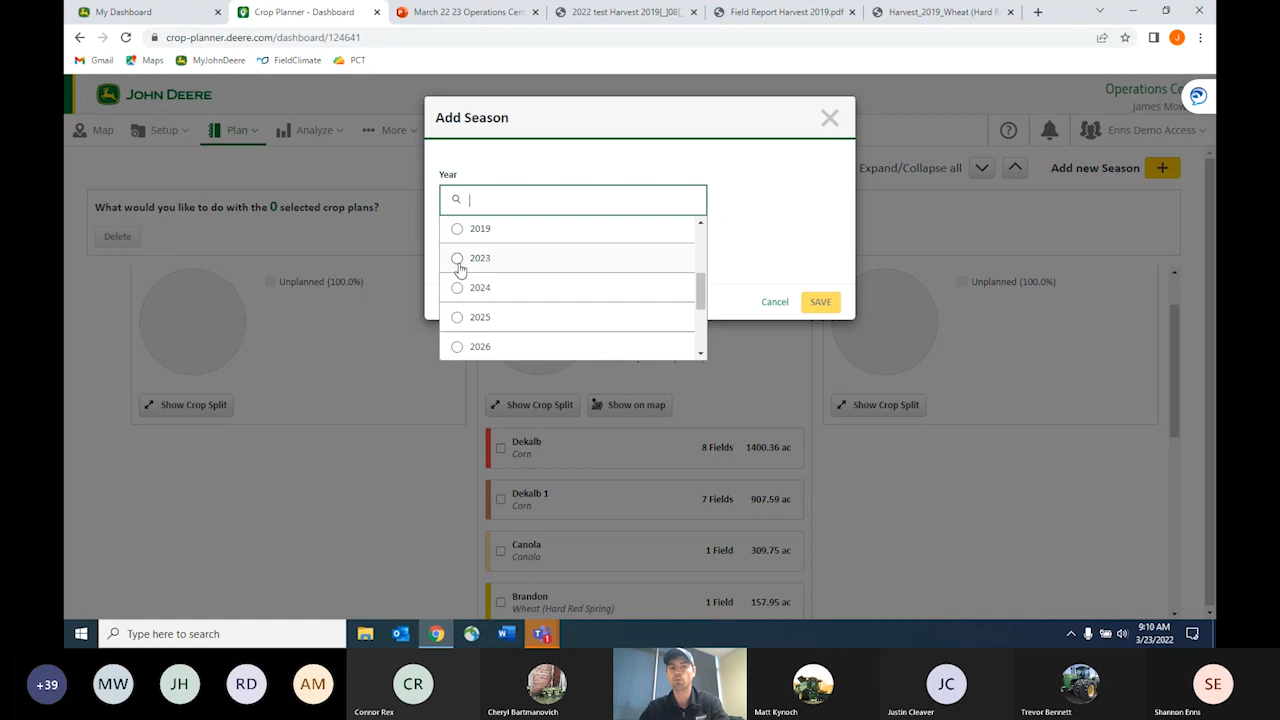 My Dashboard
Crop Planner - Dashboard
March 22 23 Operations Cent
2022 test Harvest 2019[_]08[_
Field Report Harvest 2019.pdf
Harvest_2019_Wheat (Hard R
crop-planner.deere.com/dashboard/124641
J
Gmail
Maps
MyJohnDeere
FieldClimate
PCT
JOHN DEERE
Operations Ce
James Mow
Map
Setup
Plan
Analyze
More
Enns Demo Access
Expand/Collapse all
Add new Season
What would you like to do with the 0 selected crop plans?
Delete
Add Season
Year
2019
2023
2024
2025
2026
Cancel
SAVE
Unplanned (100.0%)
Unplanned (100.0%)
Show Crop Split
Show Crop Split
Show on map
Show Crop Split
Dekalb
Corn
8 Fields
1400.36 ac
Dekalb 1
Corn
7 Fields
907.59 ac
Canola
Canola
1 Field
309.75 ac
Brandon
Wheat (Hard Red Spring)
1 Field
157.95 ac
Type here to search
9:10 AM
3/23/2022
+39
MW
JH
RD
AM
CR
Connor Rex
Cheryl Bartmanovich
Matt Kynoch
JC
Justin Cleaver
Trevor Bennett
SE
Shannon Enns